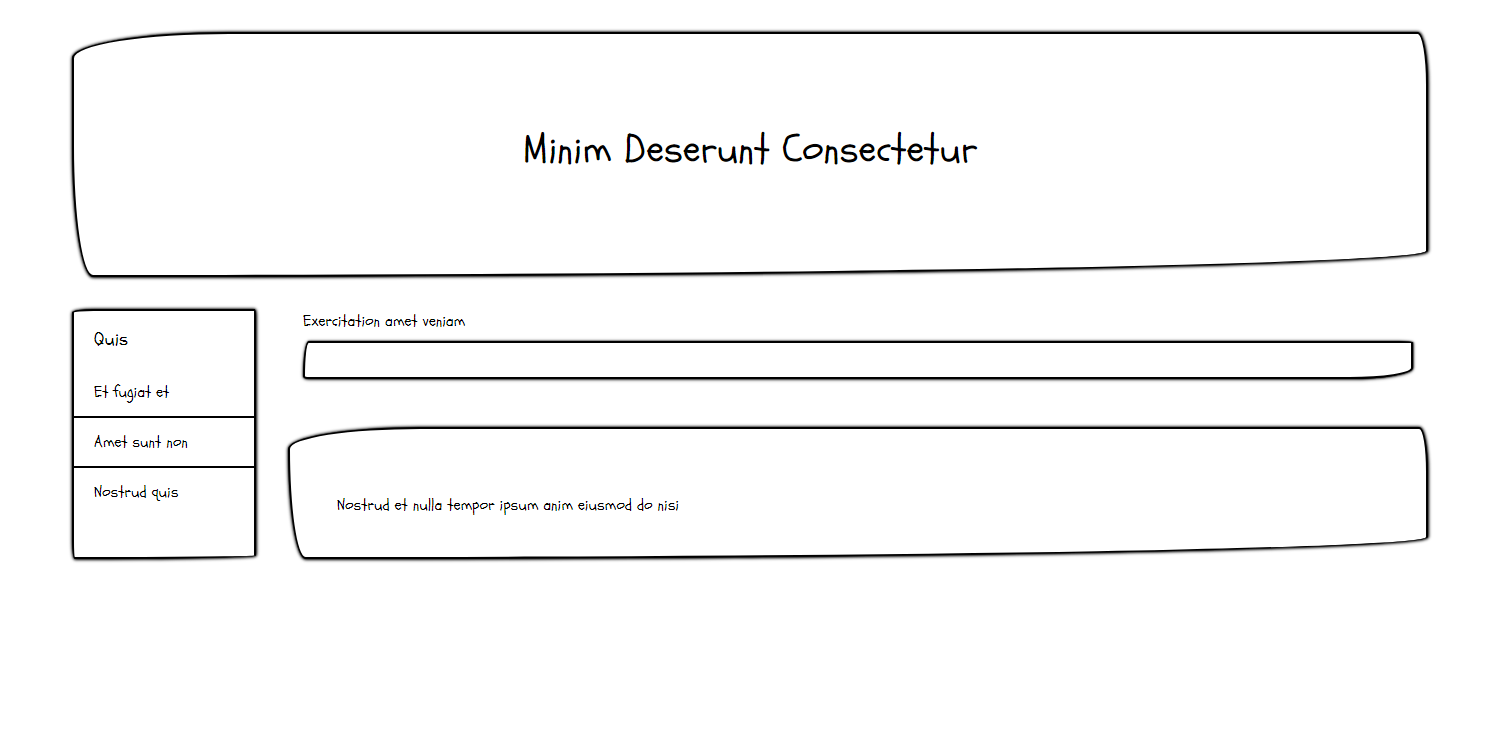 Minim Deserunt Consectetur
Quis
Et fugiat et
Amet sunt non
Nostrud quis
Exercitation amet veniam
Nostrud et nulla tempor ipsum anim eiusmod do nisi